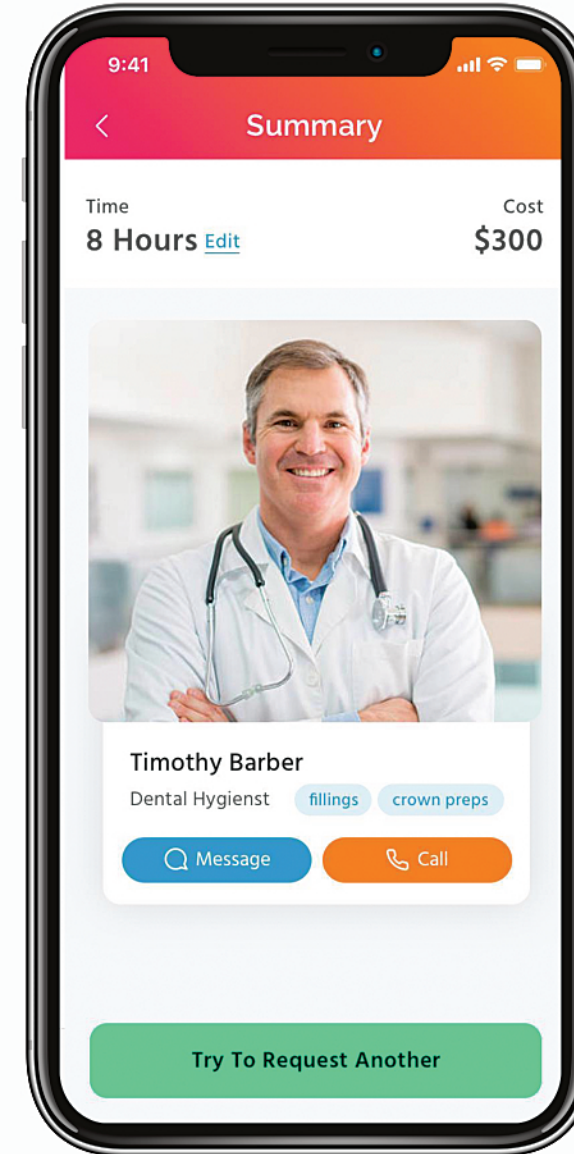 9:41
Summary
Time
Cost
8 Hours Edit
$300
Timothy Barber
Dental Hygienst
fillings
crown preps
Message
Call
Try To Request Another